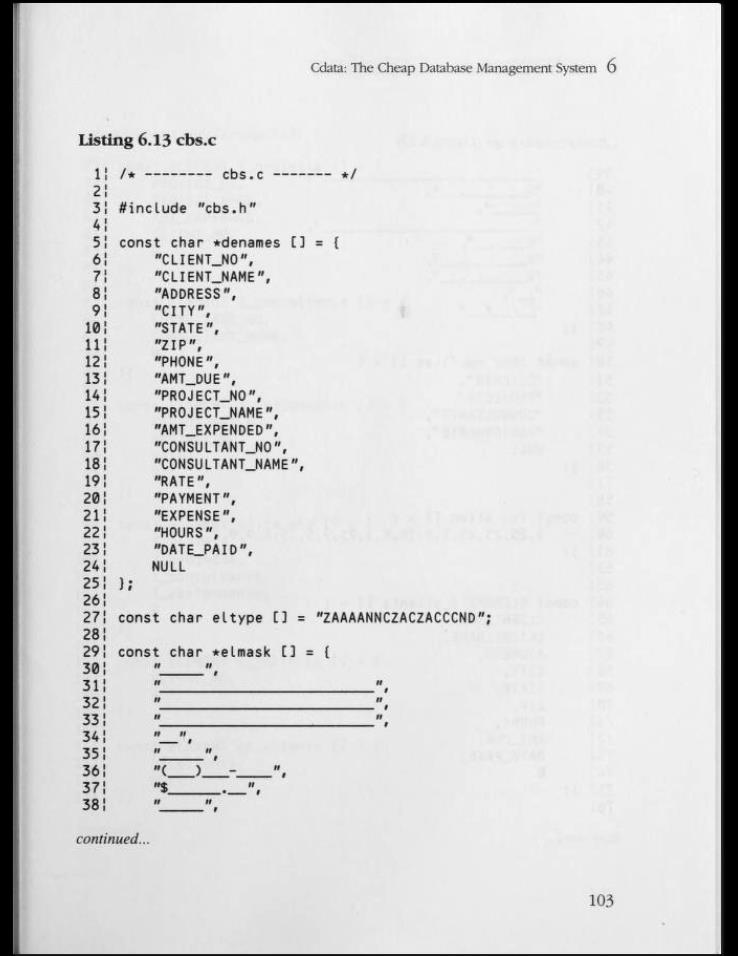 Cdata: The Cheap Database Management System 6
Listing 6.13 cbs.c
1¦ /* -------- cbs.c ------- */
2¦
3¦ #include "cbs.h"
4¦
5¦ const char *denames [] = {
6¦ "CLIENT_NO",
7¦ "CLIENT_NAME",
8¦ "ADDRESS",
9¦ "CITY",
10¦ "STATE",
11¦ "ZIP",
12¦ "PHONE",
13¦ "AMT_DUE",
14¦ "PROJECT_NO",
15¦ "PROJECT_NAME",
16¦ "AMT_EXPENDED",
17¦ "CONSULTANT_NO",
18¦ "CONSULTANT_NAME",
19¦ "RATE",
20¦ "PAYMENT",
21¦ "EXPENSE",
22¦ "HOURS",
23¦ "DATE_PAID",
24¦ NULL
25¦ };
26¦
27¦ const char eltype [] = "ZAAAANNCZACZACCCND";
28¦
29¦ const char *elmask [] = {
30¦ "_____",
31¦ "_________________________",
32¦ "_________________________",
33¦ "_________________________",
34¦ "__",
35¦ "_____",
36¦ "(___)___-____",
37¦ "$______.__",
38¦ "_____",
continued...
103